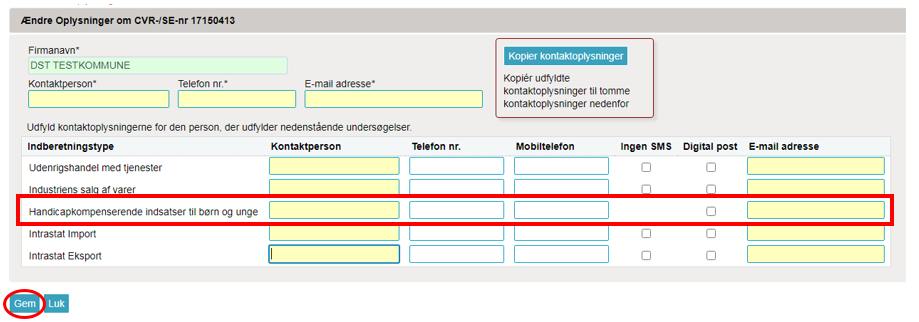 Ændre Oplysninger om CVR-/SE-nr 17150413
Firmanavn*
DST TESTKOMMUNE
Kontaktperson* Telefon nr.* E-mail adresse*
Kopier kontaktoplysninger
Kopiér udfyldte
kontaktoplysninger til tomme
kontaktoplysninger nedenfor
Udfyld kontaktoplysningerne for den person, der udfylder nedenstående undersøgelser.
Indberetningstype Kontaktperson Telefon nr. Mobiltelefon Ingen SMS Digital post E-mail adresse
Udenrigshandel med tjenester
Industriens salg af varer
Handicapkompenserende indsatser til børn og unge
Intrastat Import
Intrastat Eksport
Gem Luk